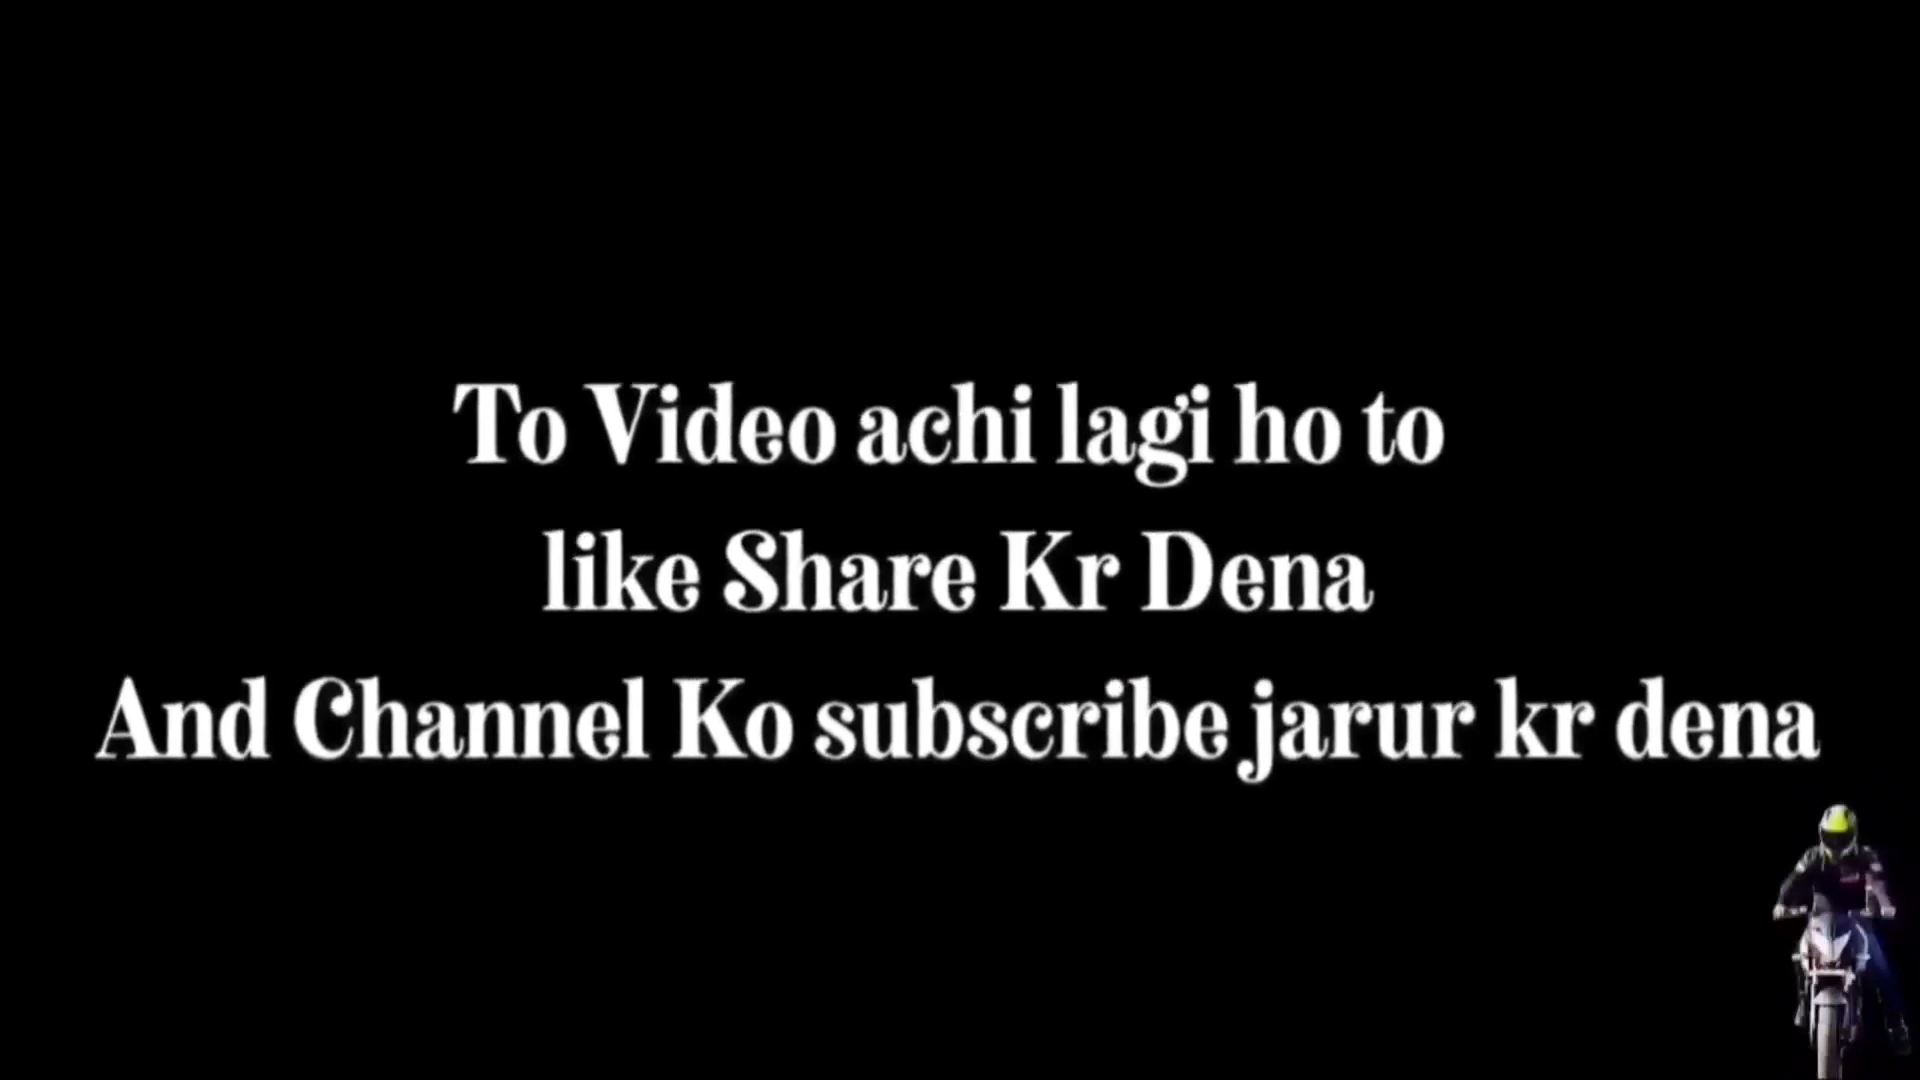 To Video achi lagi ho to
like Share Kr Dena
And Channel Ko subscribe jarur kr dena